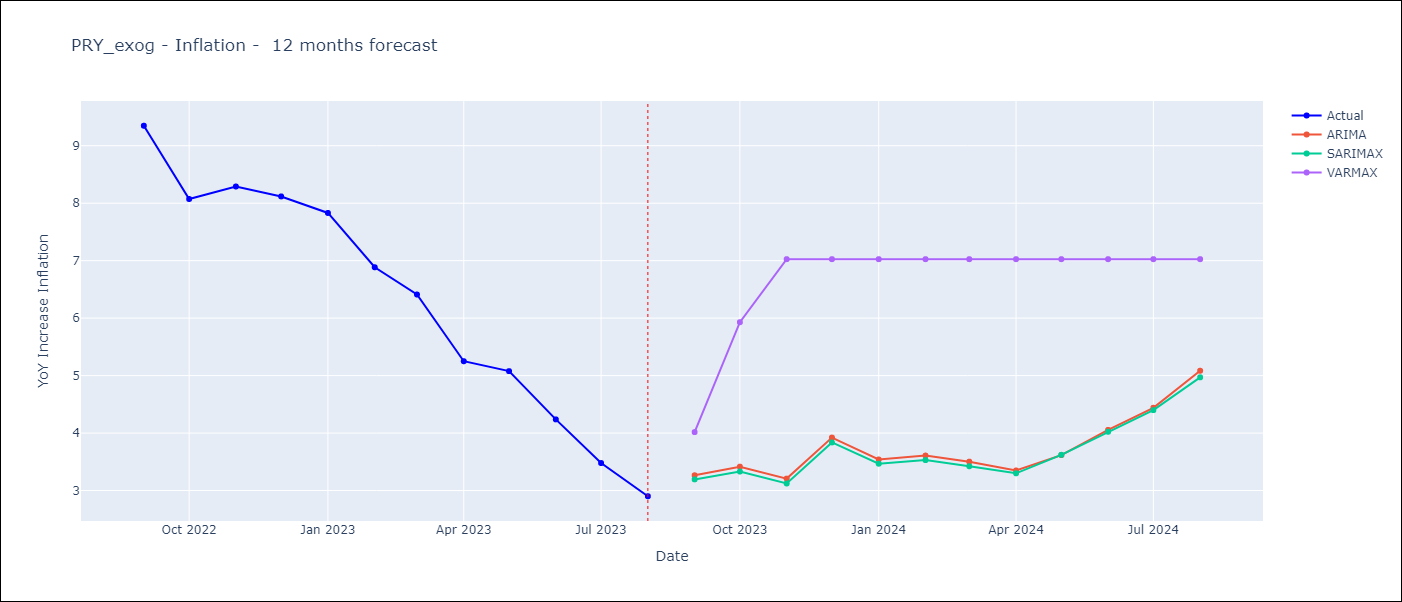 PRY_exog - Inflation -  12 months forecast
Actual
ARIMA
SARIMAX
VARMAX
YoY Increase Inflation
9
8
7
6
5
4
3
Oct 2022
Jan 2023
Apr 2023
Jul 2023
Oct 2023
Jan 2024
Apr 2024
Jul 2024
Date